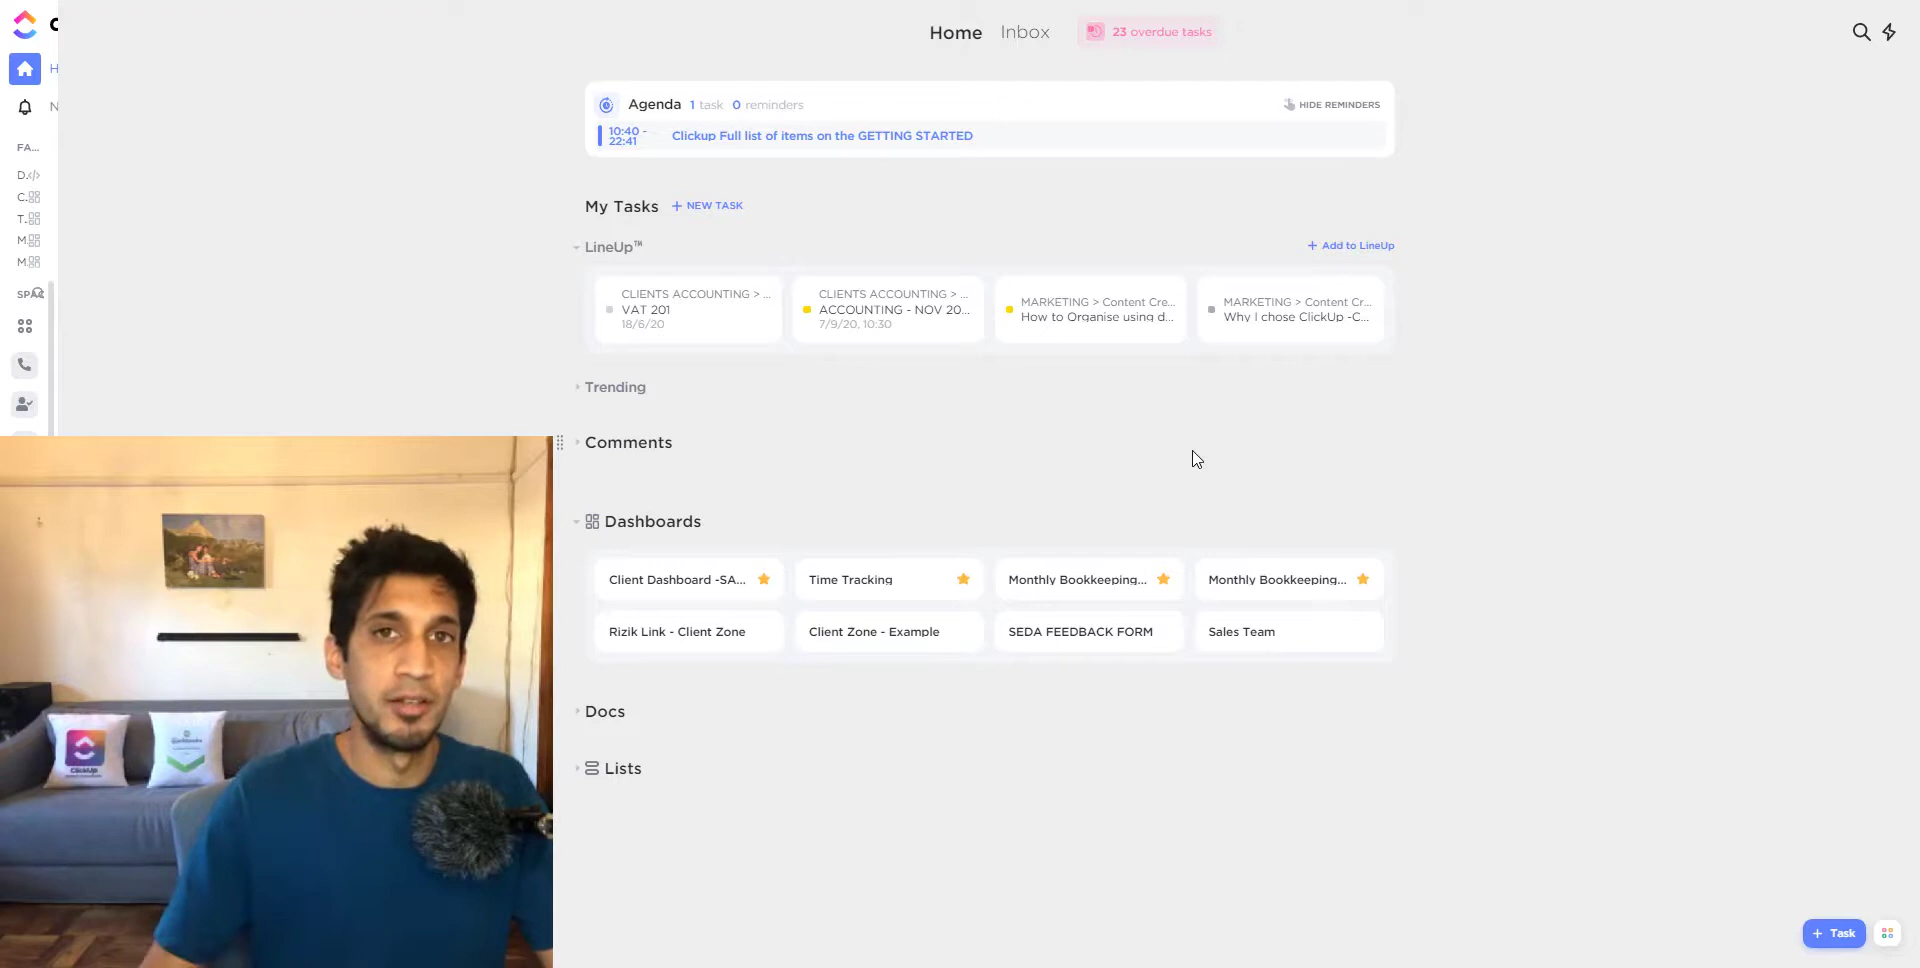 Home Inbox 23 overdue tasks
H
N
Agenda 1 task 0 reminders HIDE REMINDERS
10:40 -
22:41
Clickup Full list of items on the GETTING STARTED
FA...
D.
C.
T.
M.
M.
My Tasks + NEW TASK
LineUp™ + Add to LineUp
CLIENTS ACCOUNTING > ...
VAT 201
18/6/20
CLIENTS ACCOUNTING > ...
ACCOUNTING - NOV 20...
7/9/20, 10:30
MARKETING > Content Cre...
How to Organise using d...
MARKETING > Content Cr...
Why I chose ClickUp -C...
Trending
Comments
Dashboards
Client Dashboard -SA... Time Tracking Monthly Bookkeeping... Monthly Bookkeeping...
Rizik Link - Client Zone Client Zone - Example SEDA FEEDBACK FORM Sales Team
Docs
Lists
ClickUp
+ Task